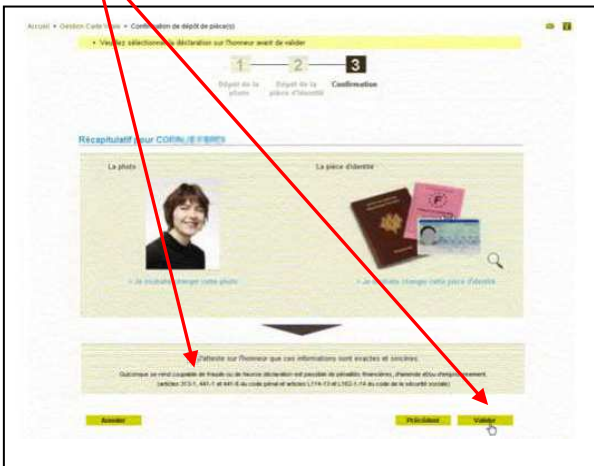 Accueil > Gestion Carte Vitale > Confirmation de dépôt de pièce(s)
• Veuillez sélectionner la déclaration sur l'honneur avant de valider
1 2 3
Dépôt de la photo
Dépôt de la pièce d'identité
Confirmation
Récapitulatif pour
La photo
La pièce d'identité
F
> Je souhaite changer cette photo
> Je souhaite changer cette pièce d'identité
J'atteste sur l'honneur que ces informations sont exactes et sincères.
Quiconque se rend coupable de fraude ou de fausse déclaration est passible de pénalités financières, d'amende et/ou d'emprisonnement.
(articles 313-1, 441-1 et 441-6 du code pénal et articles L114-13 et L162-1-14 du code de la sécurité sociale)
Annuler
Précédent
Valider